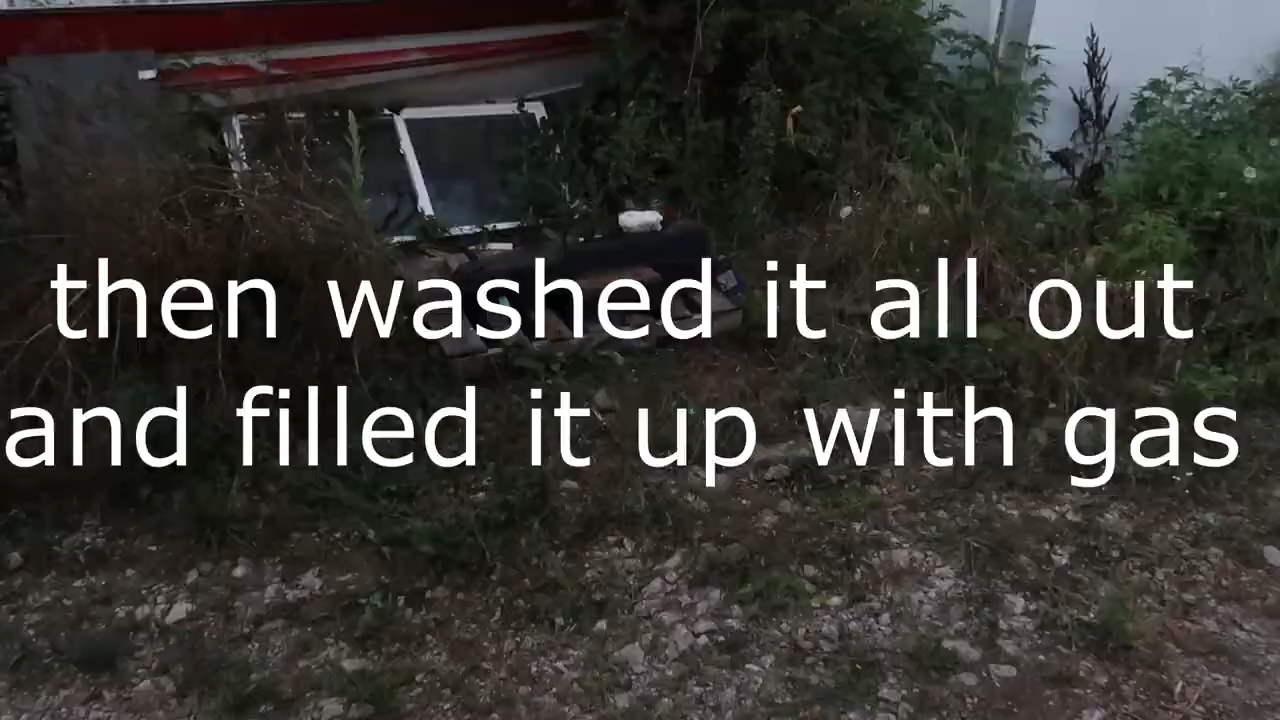 then washed it all out
and filled it up with gas